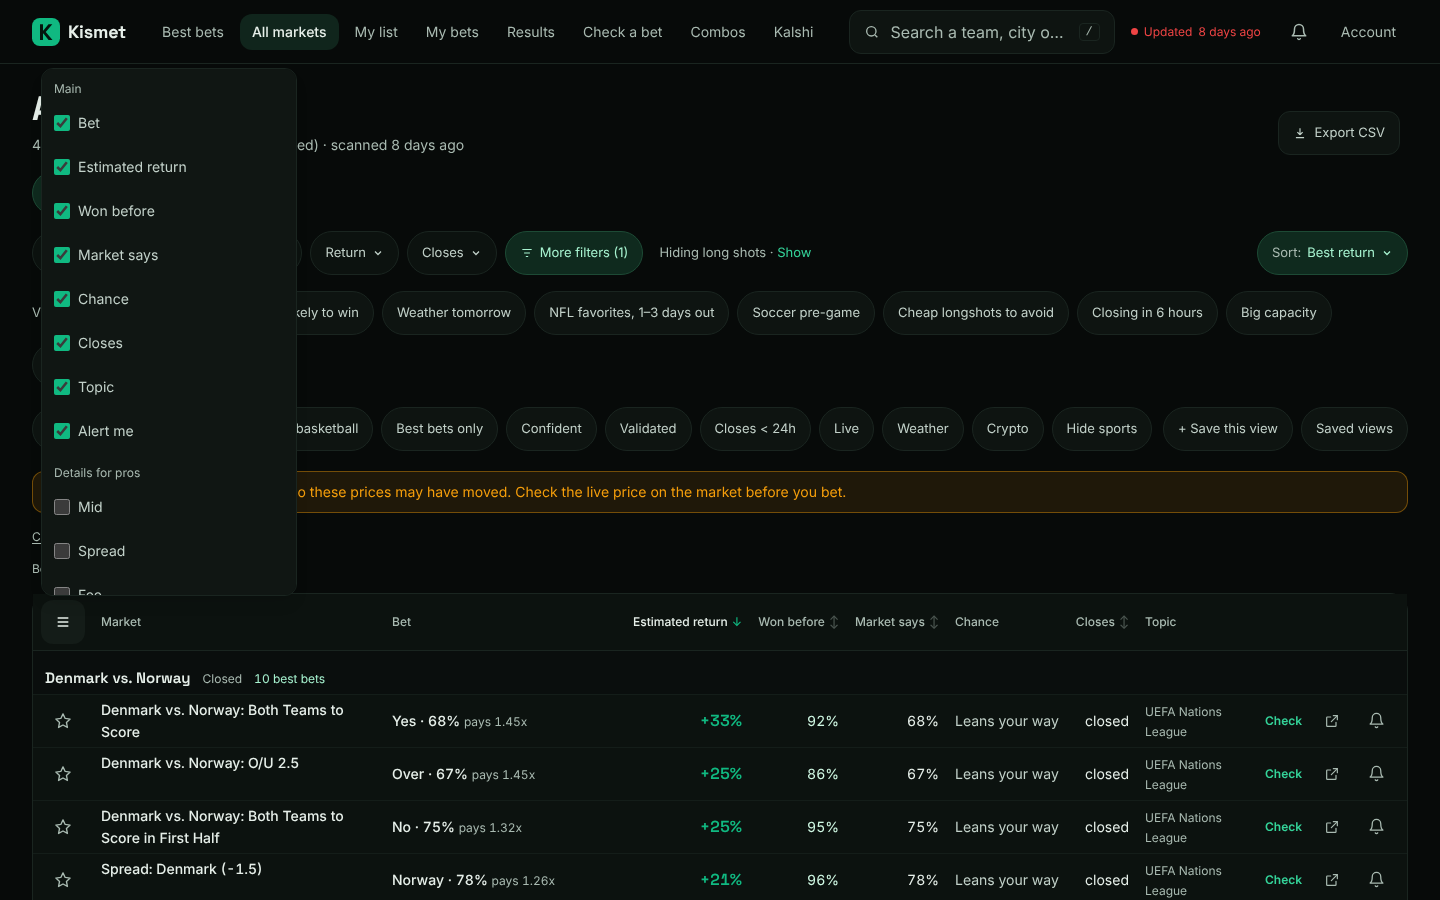 K Kismet Best bets All markets My list My bets Results Check a bet Combos Kalshi Search a team, city o... / Updated 8 days ago Account
Main
Bet
Export CSV
4 ed) · scanned 8 days ago
Estimated return
Won before
Return Closes More filters (1) Hiding long shots · Show Sort: Best return
Market says
Chance
kely to win Weather tomorrow NFL favorites, 1–3 days out Soccer pre-game Cheap longshots to avoid Closing in 6 hours Big capacity
Closes
Topic
Alert me
basketball Best bets only Confident Validated Closes < 24h Live Weather Crypto Hide sports + Save this view Saved views
Details for pros
o these prices may have moved. Check the live price on the market before you bet.
Mid
Spread
Fee
Market Bet Estimated return ↓ Won before Market says Chance Closes Topic
Denmark vs. Norway Closed 10 best bets
Denmark vs. Norway: Both Teams to
Score
Yes · 68% pays 1.45x +33% 92% 68% Leans your way closed
UEFA Nations
League
Check
Denmark vs. Norway: O/U 2.5
Over · 67% pays 1.45x +25% 86% 67% Leans your way closed
UEFA Nations
League
Check
Denmark vs. Norway: Both Teams to
Score in First Half
No · 75% pays 1.32x +25% 95% 75% Leans your way closed
UEFA Nations
League
Check
Spread: Denmark (-1.5)
Norway · 78% pays 1.26x +21% 96% 78% Leans your way closed
UEFA Nations
League
Check